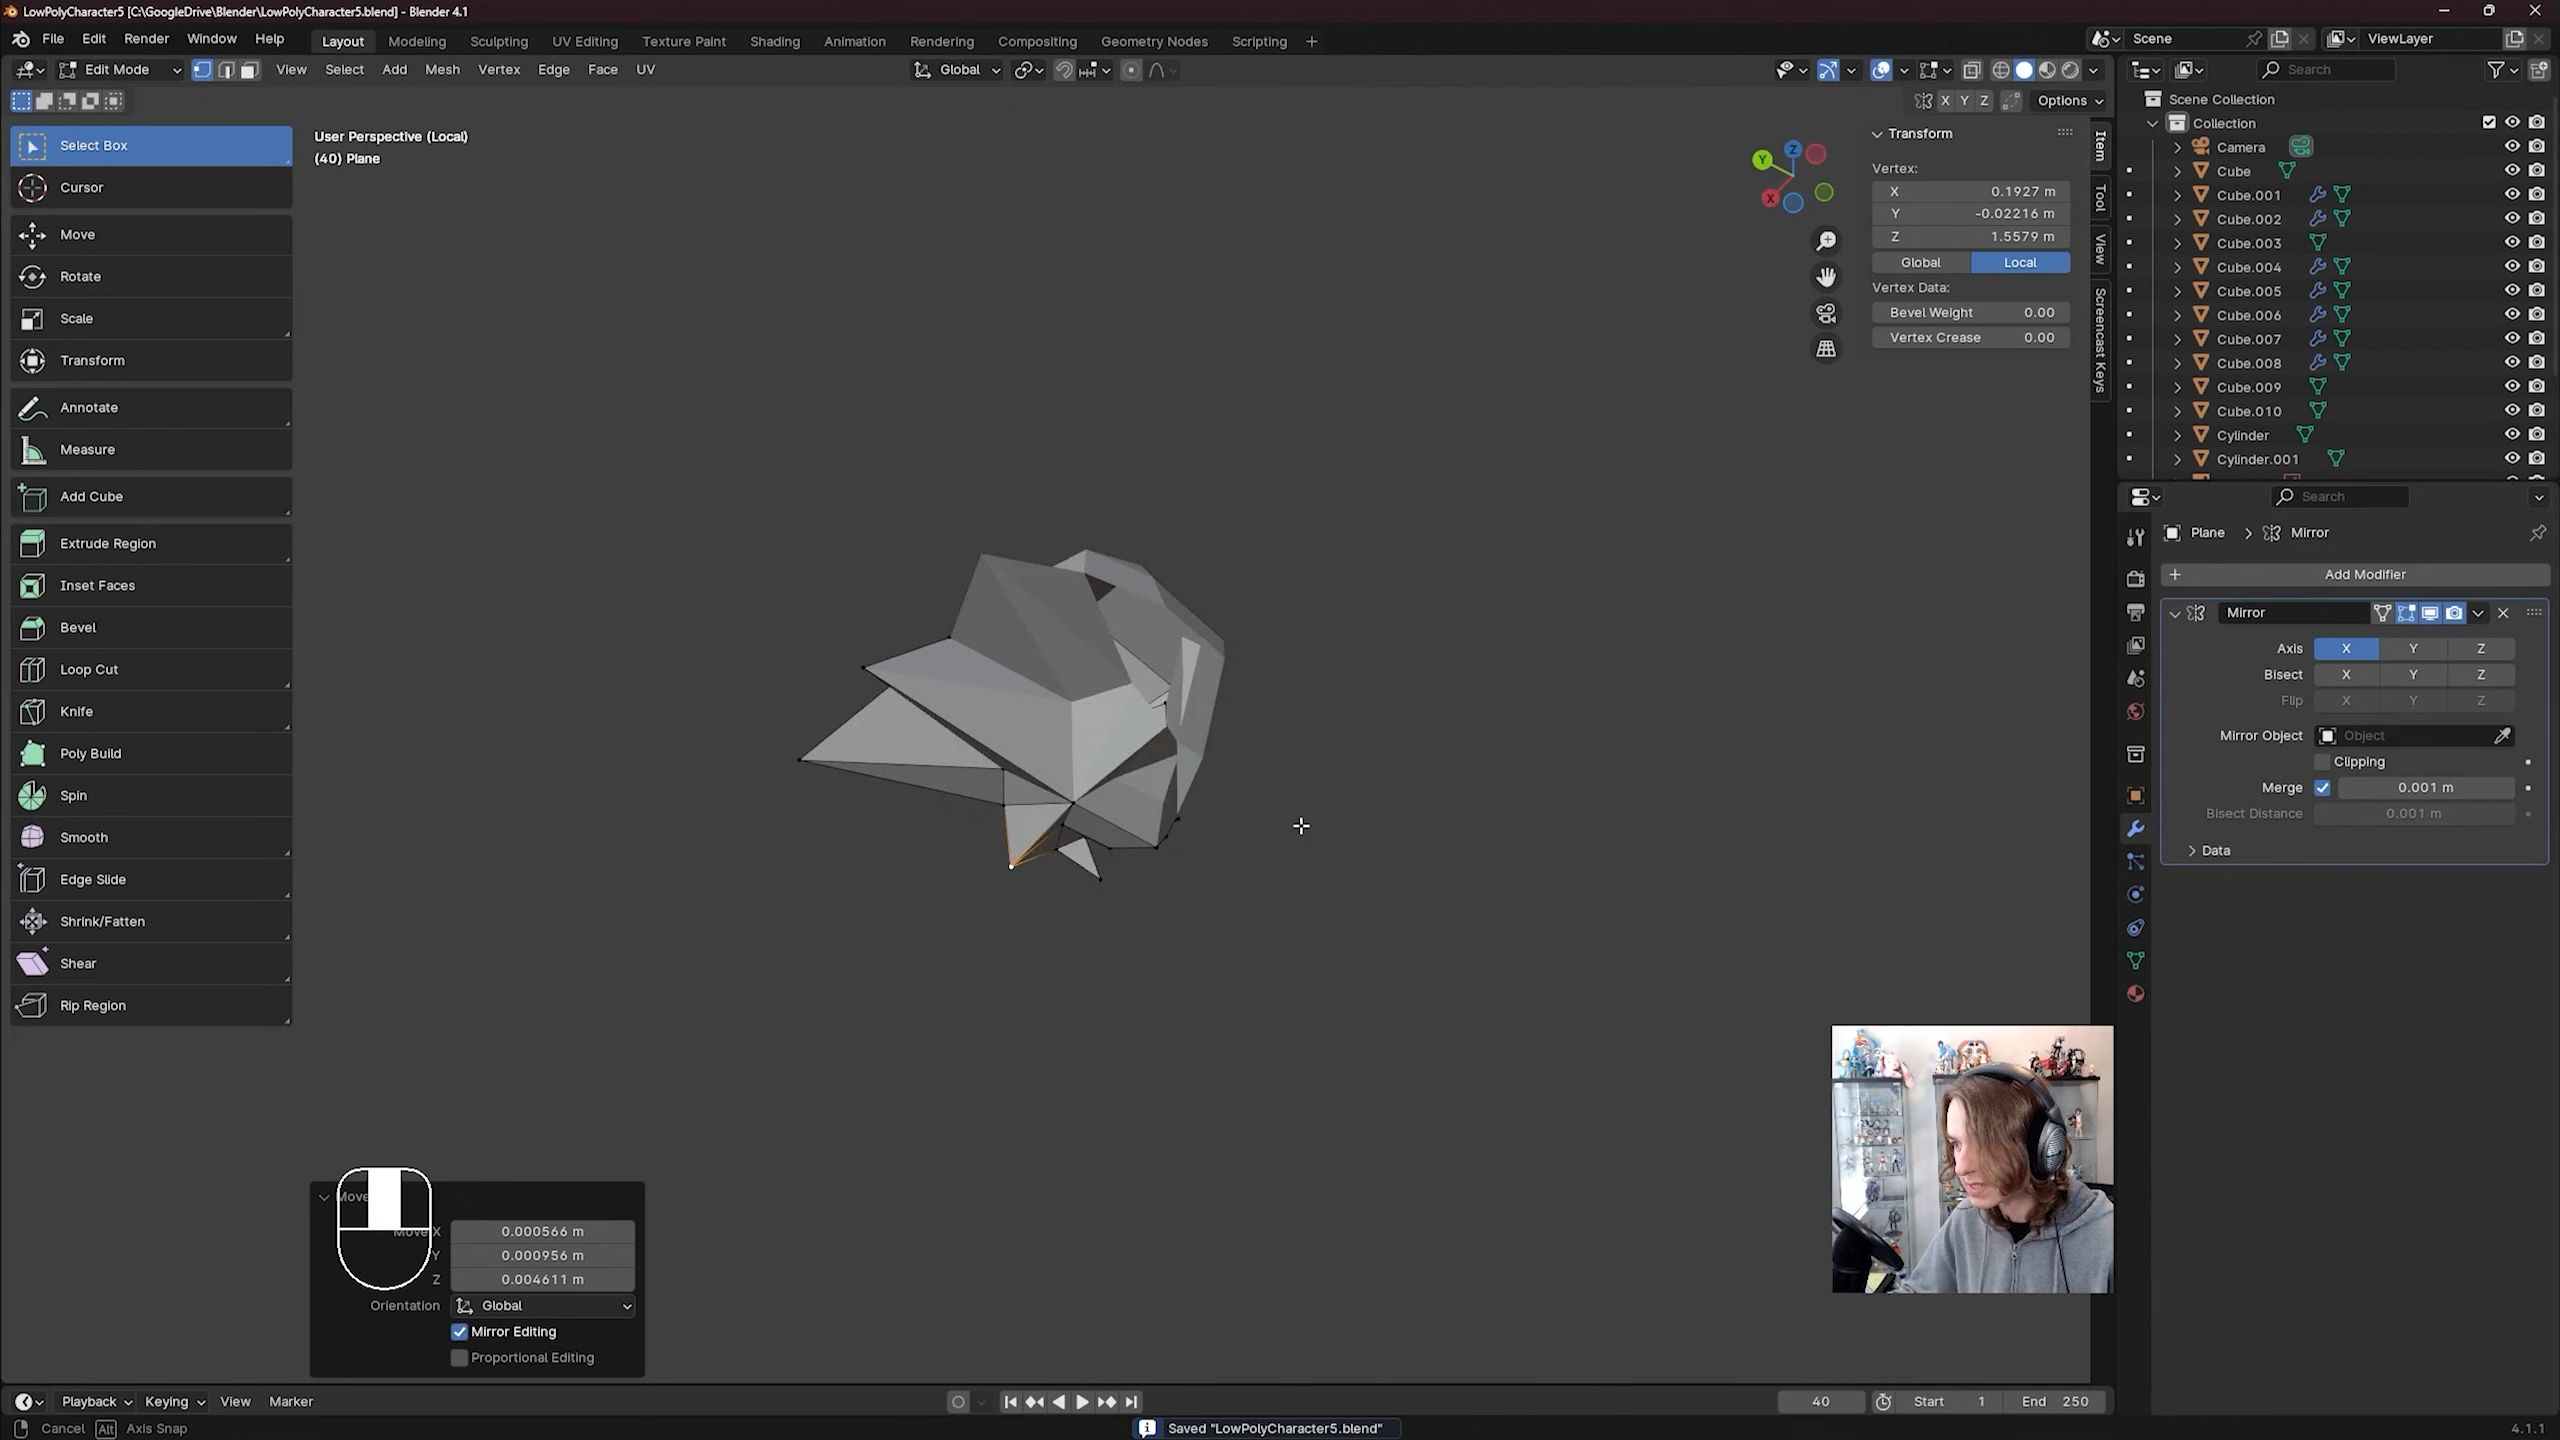 LowPolyCharacter5 [C:\GoogleDrive\Blender\LowPolyCharacter5.blend] - Blender 4.1
File Edit Render Window Help
Layout Modeling Sculpting UV Editing Texture Paint Shading Animation Rendering Compositing Geometry Nodes Scripting +
Scene ViewLayer
Edit Mode View Select Add Mesh Vertex Edge Face UV Global
X Y Z Options
Search
User Perspective (Local)
(40) Plane
Select Box
Cursor
Move
Rotate
Scale
Transform
Annotate
Measure
Add Cube
Extrude Region
Inset Faces
Bevel
Loop Cut
Knife
Poly Build
Spin
Smooth
Edge Slide
Shrink/Fatten
Shear
Rip Region
Z
Y
X
Transform
Vertex:
X 0.1927 m
Y -0.02216 m
Z 1.5579 m
Global Local
Vertex Data:
Bevel Weight 0.00
Vertex Crease 0.00
Item
Tool
View
Screencast Keys
Scene Collection
Collection
Camera
Cube
Cube.001
Cube.002
Cube.003
Cube.004
Cube.005
Cube.006
Cube.007
Cube.008
Cube.009
Cube.010
Cylinder
Cylinder.001
Search
Plane > Mirror
+ Add Modifier
Mirror
Axis X Y Z
Bisect X Y Z
Flip X Y Z
Mirror Object Object
Clipping
Merge 0.001 m
Bisect Distance 0.001 m
Data
Move
Move X 0.000566 m
Y 0.000956 m
Z 0.004611 m
Orientation Global
Mirror Editing
Proportional Editing
Playback Keying View Marker
40 Start 1 End 250
Cancel Alt Axis Snap
Saved "LowPolyCharacter5.blend"
4.1.1